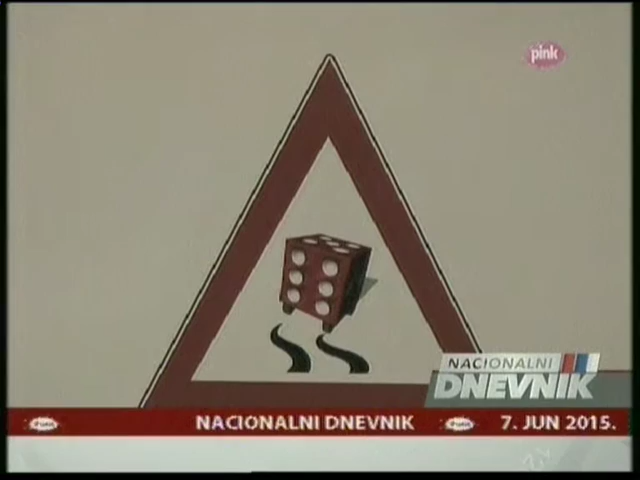 pink
NACIONALNI
DNEVNIK
NACIONALNI DNEVNIK 7. JUN 2015.